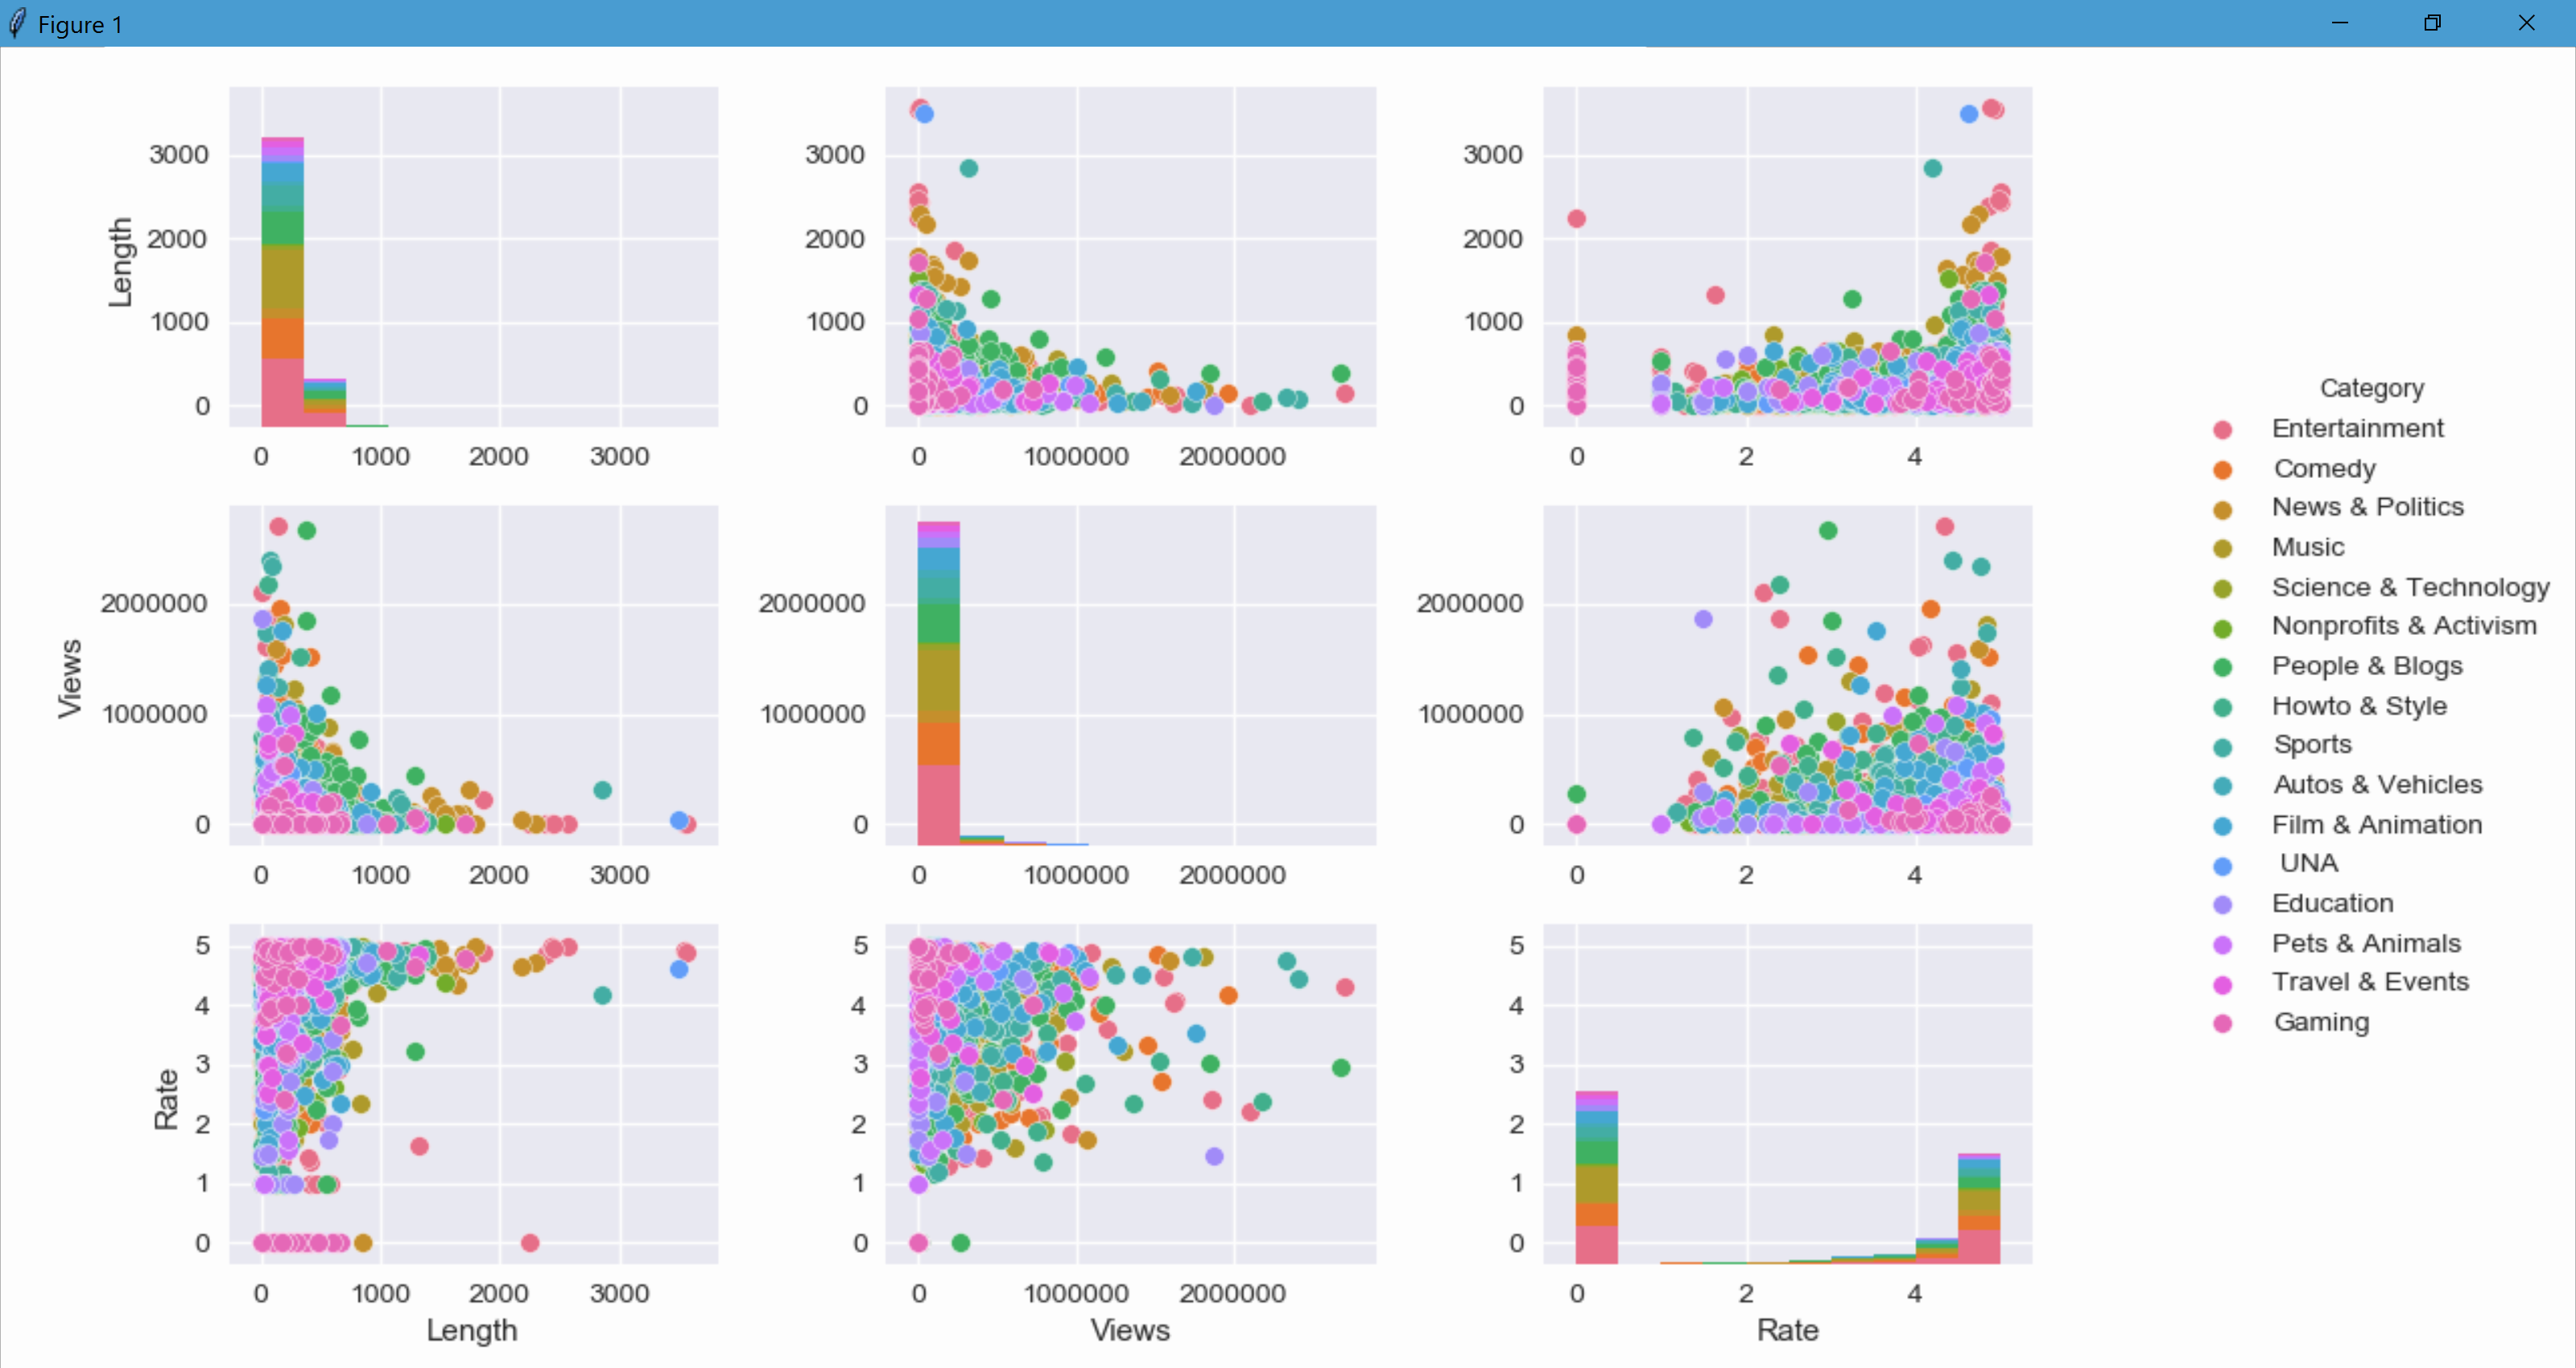 Figure 1
3000
2000
1000
0
Length
0 1000 2000 3000
3000
2000
1000
0
0 1000000 2000000
3000
2000
1000
0
0 2 4
2000000
1000000
0
Views
0 1000 2000 3000
2000000
1000000
0
0 1000000 2000000
2000000
1000000
0
0 2 4
5
4
3
2
1
0
Rate
0 1000 2000 3000
Length
5
4
3
2
1
0
0 1000000 2000000
Views
5
4
3
2
1
0
0 2 4
Rate
Category
Entertainment
Comedy
News & Politics
Music
Science & Technology
Nonprofits & Activism
People & Blogs
Howto & Style
Sports
Autos & Vehicles
Film & Animation
UNA
Education
Pets & Animals
Travel & Events
Gaming